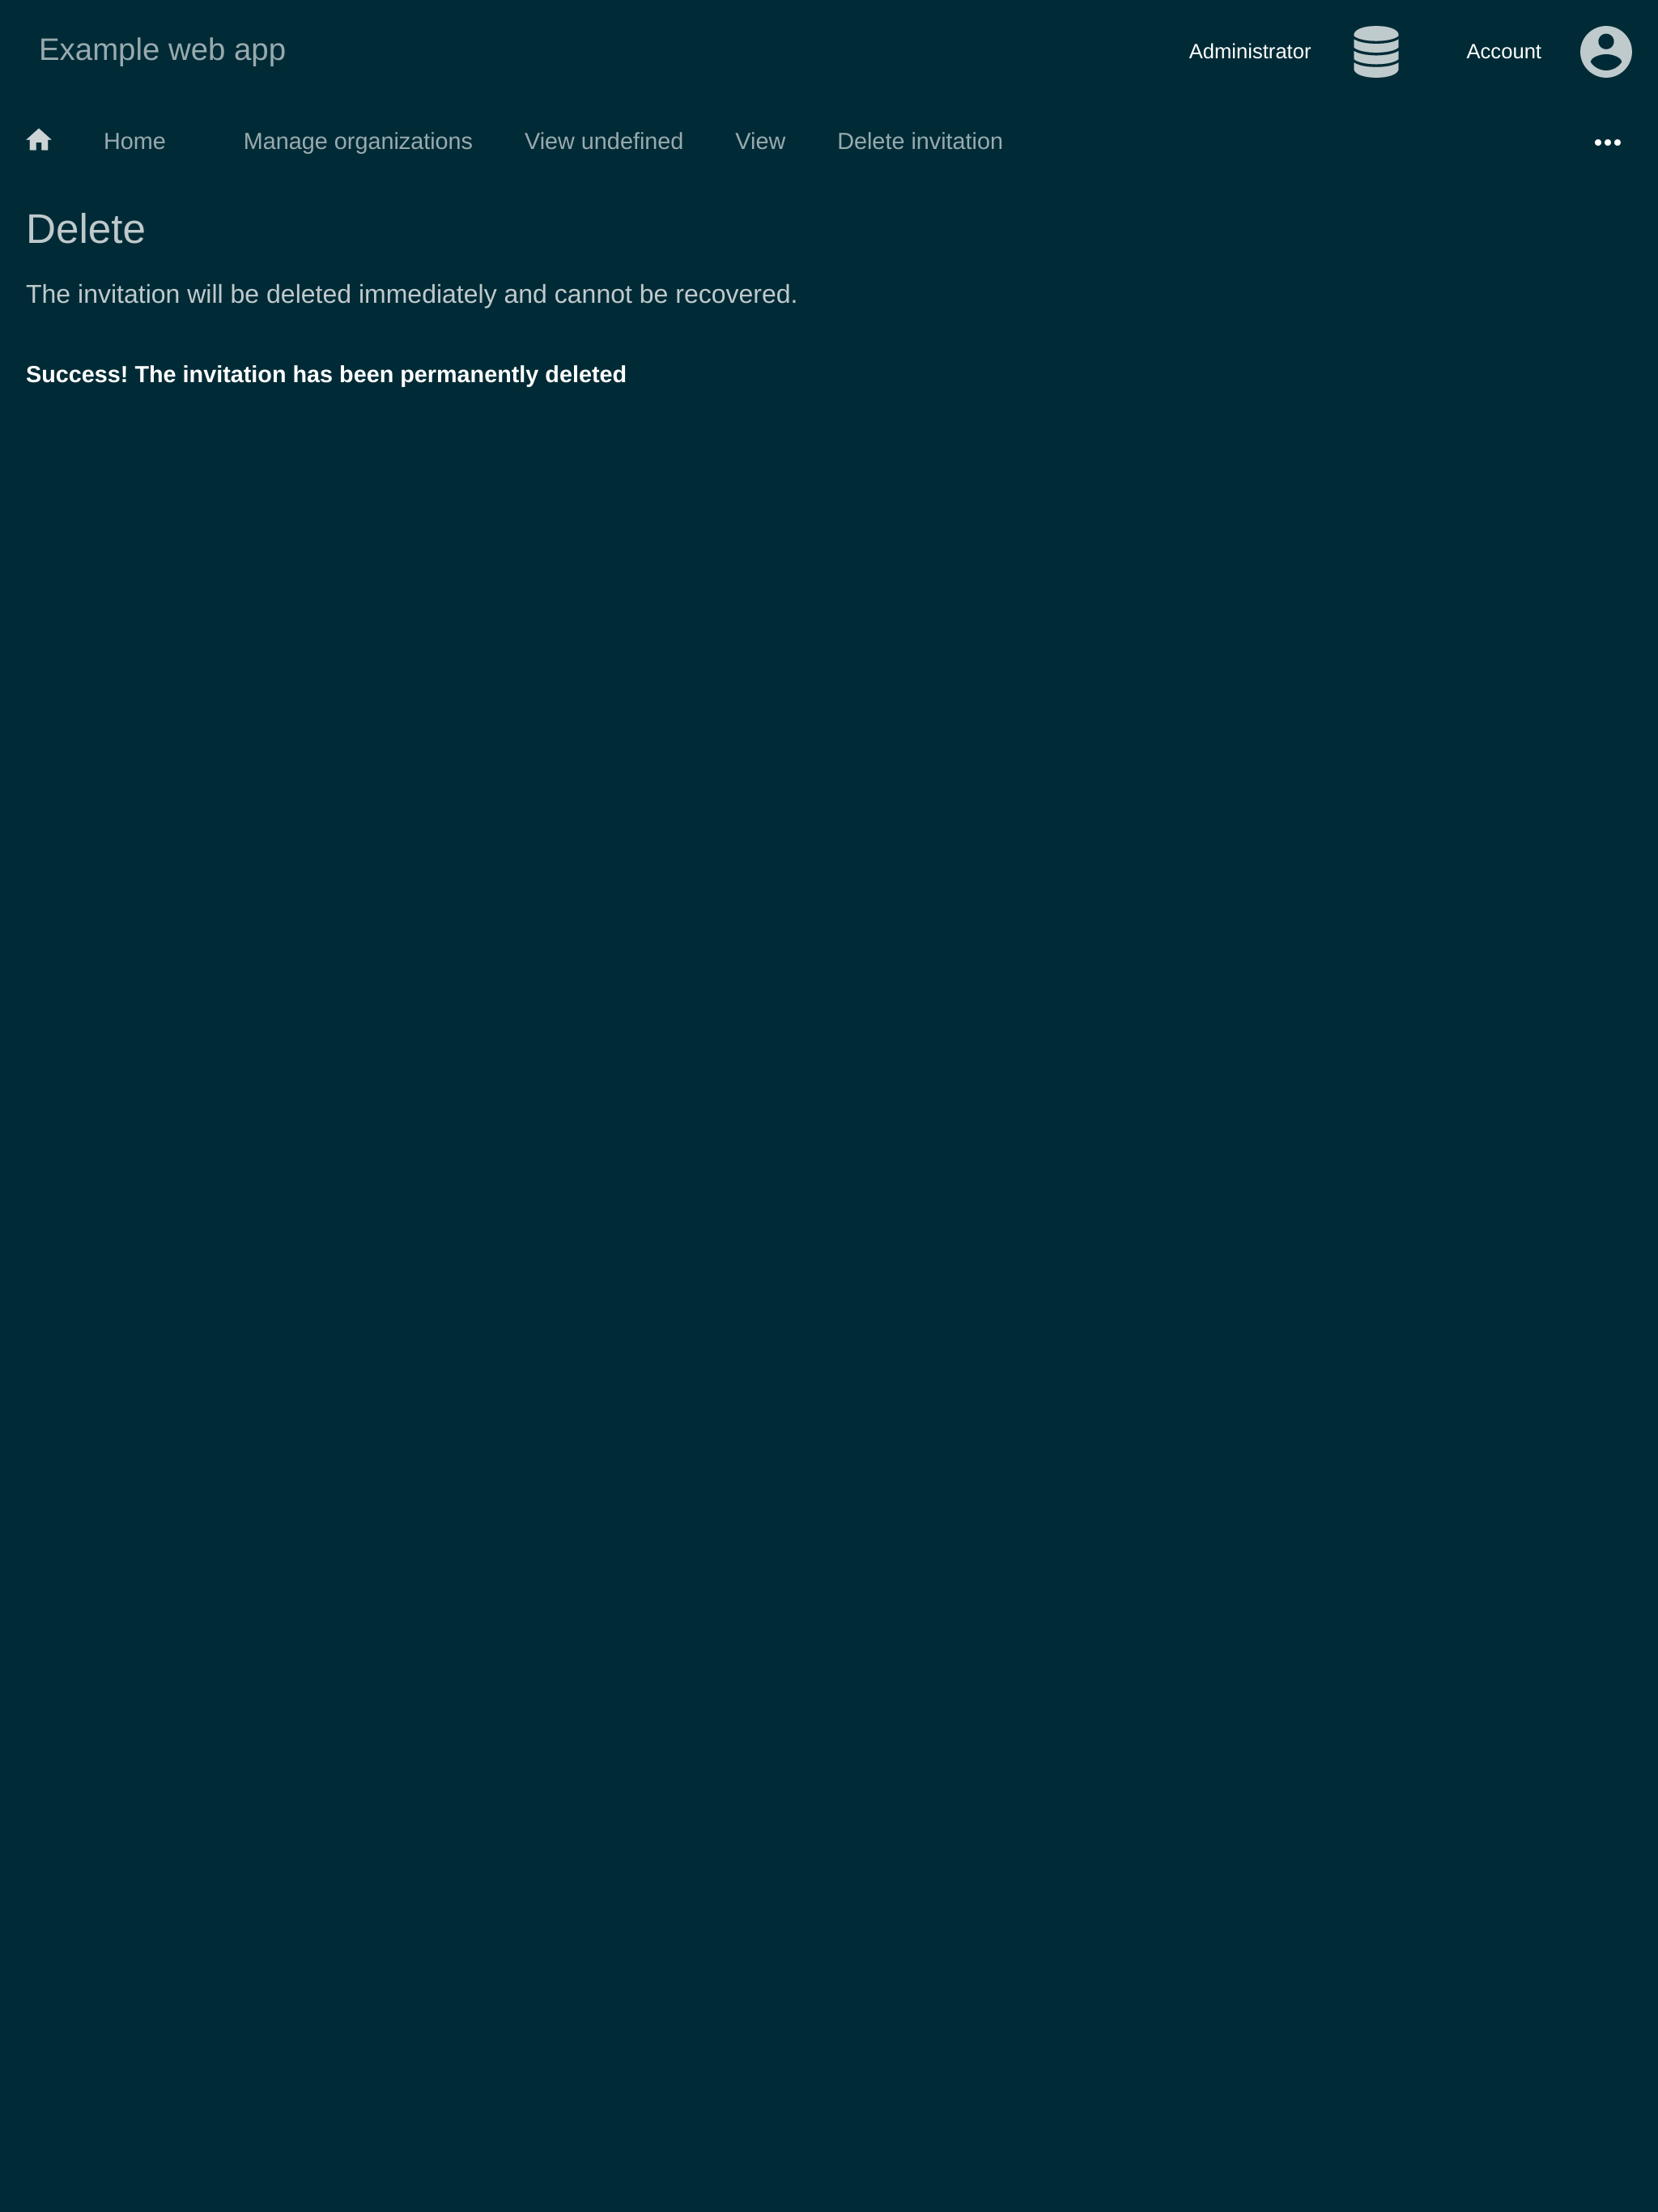 Example web app
Administrator
Account
Home
Manage organizations
View undefined
View
Delete invitation
Delete
The invitation will be deleted immediately and cannot be recovered.
Success! The invitation has been permanently deleted